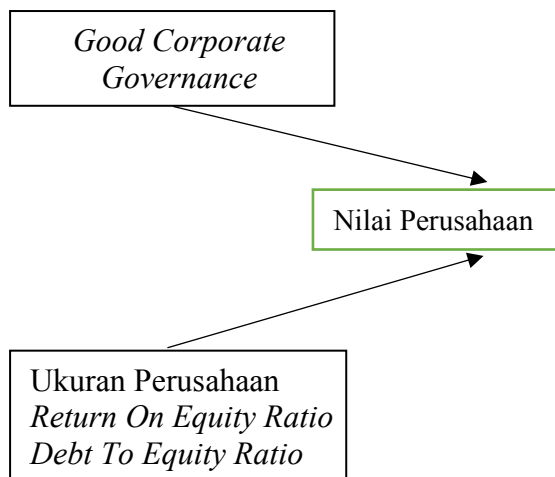 Good Corporate
Governance
Nilai Perusahaan
Ukuran Perusahaan
Return On Equity Ratio
Debt To Equity Ratio